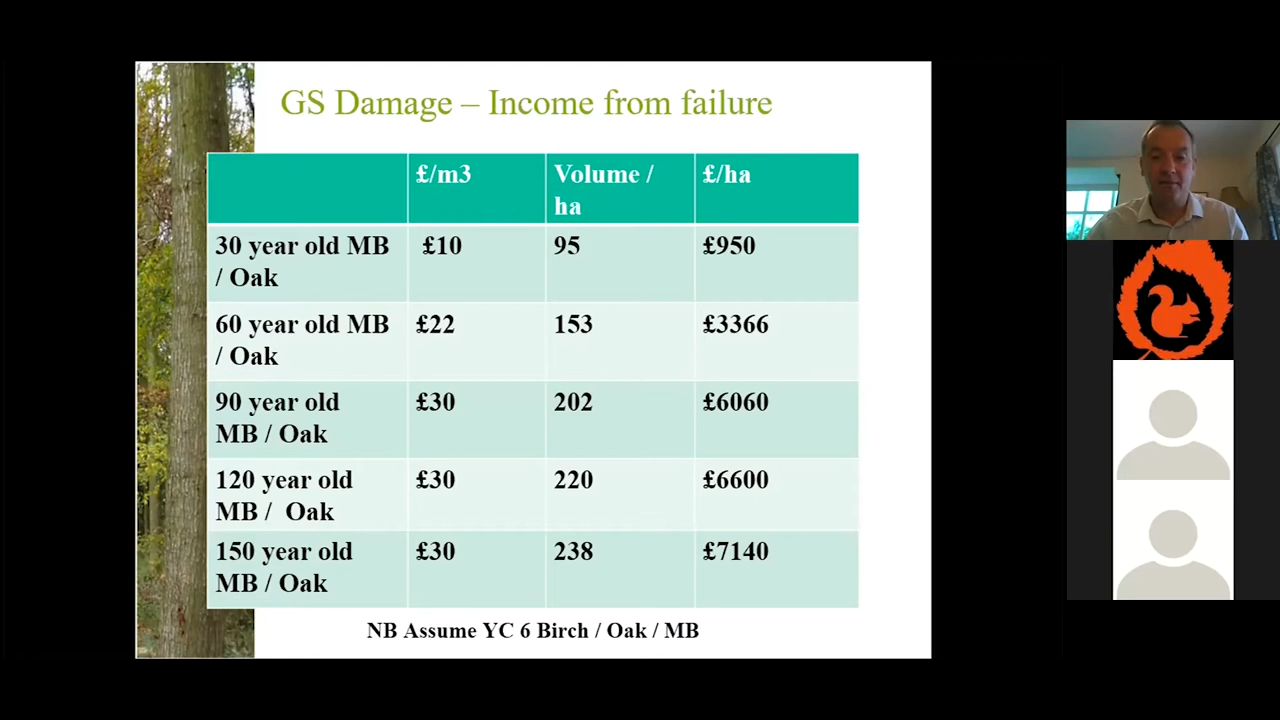 GS Damage – Income from failure
£/m3
Volume /
ha
£/ha
30 year old MB
/ Oak
£10
95
£950
60 year old MB
/ Oak
£22
153
£3366
90 year old
MB / Oak
£30
202
£6060
120 year old
MB /  Oak
£30
220
£6600
150 year old
MB / Oak
£30
238
£7140
NB Assume YC 6 Birch / Oak / MB